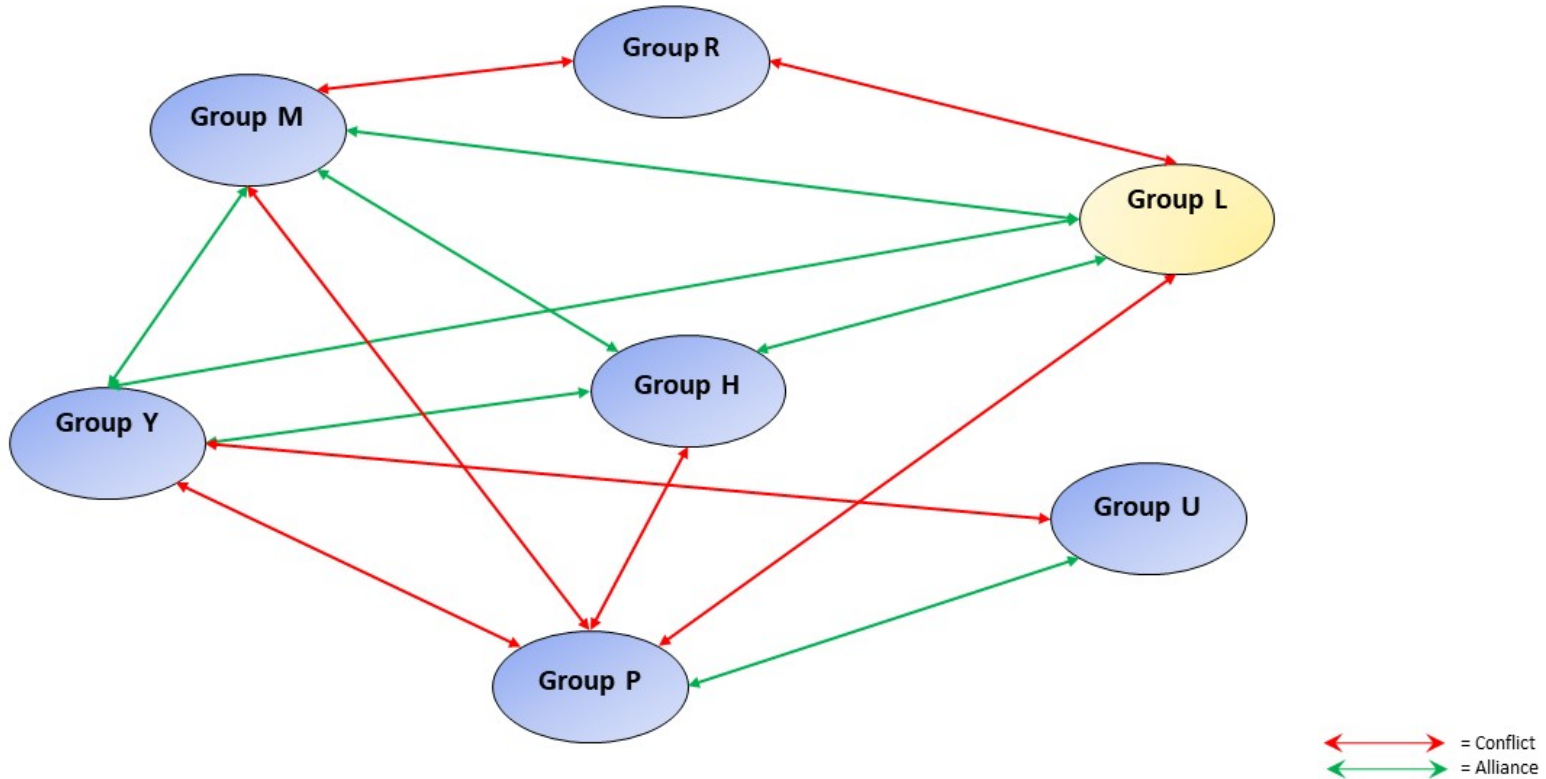 Group R
Group M
Group L
Group H
Group Y
Group U
Group P
= Conflict
= Alliance